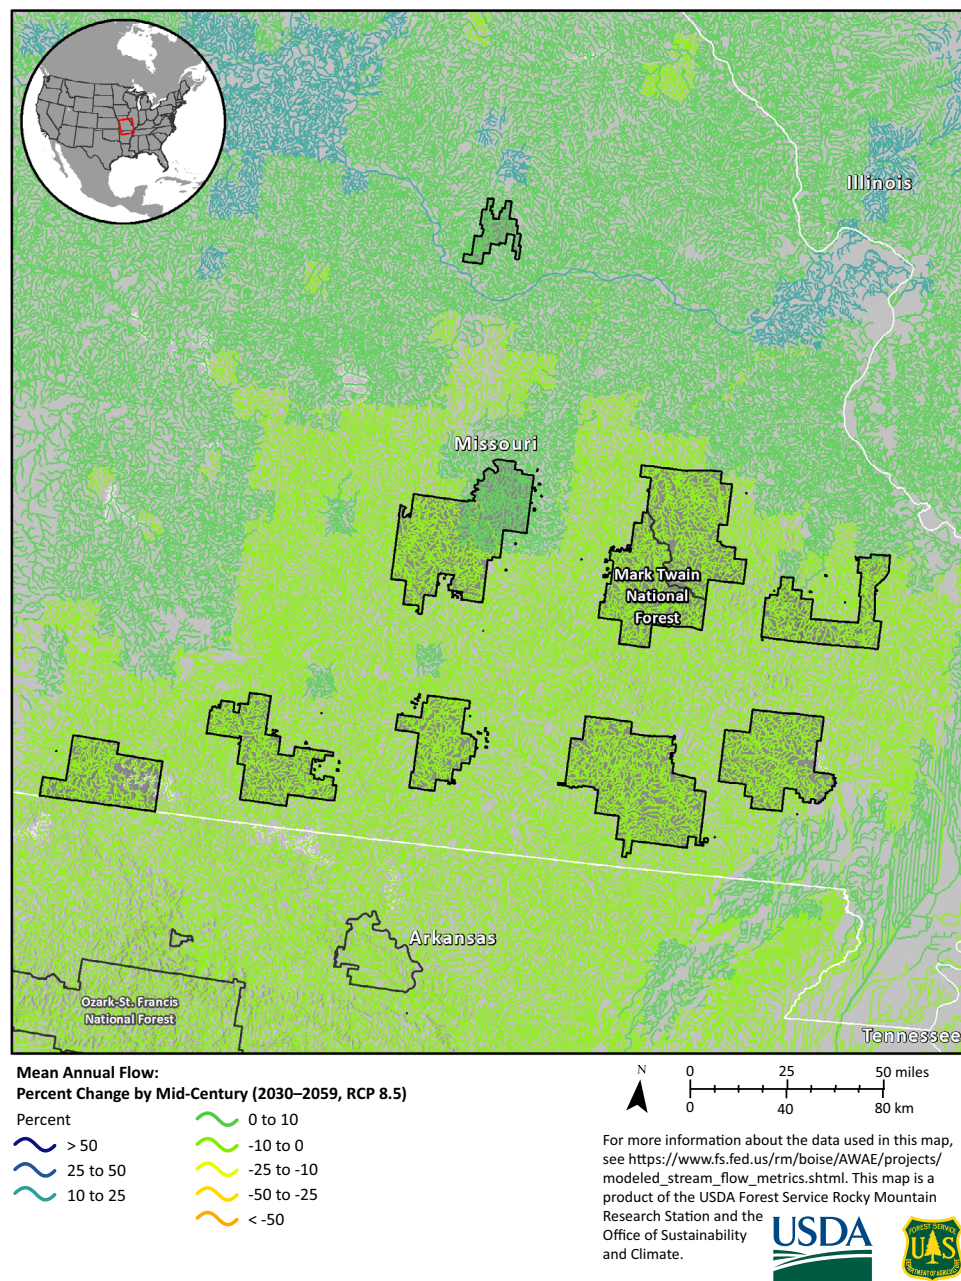 Illinois
Missouri
Mark Twain
National
Forest
Arkansas
Ozark-St. Francis
National Forest
Tennessee
Mean Annual Flow:
Percent Change by Mid-Century (2030–2059, RCP 8.5)
Percent
> 50
25 to 50
10 to 25
0 to 10
-10 to 0
-25 to -10
-50 to -25
< -50
N
0 25 50 miles
0 40 80 km
For more information about the data used in this map,
see https://www.fs.fed.us/rm/boise/AWAE/projects/
modeled_stream_flow_metrics.shtml. This map is a
product of the USDA Forest Service Rocky Mountain
Research Station and the
Office of Sustainability
and Climate.
USDA
FOREST SERVICE
U S
DEPARTMENT OF AGRICULTURE